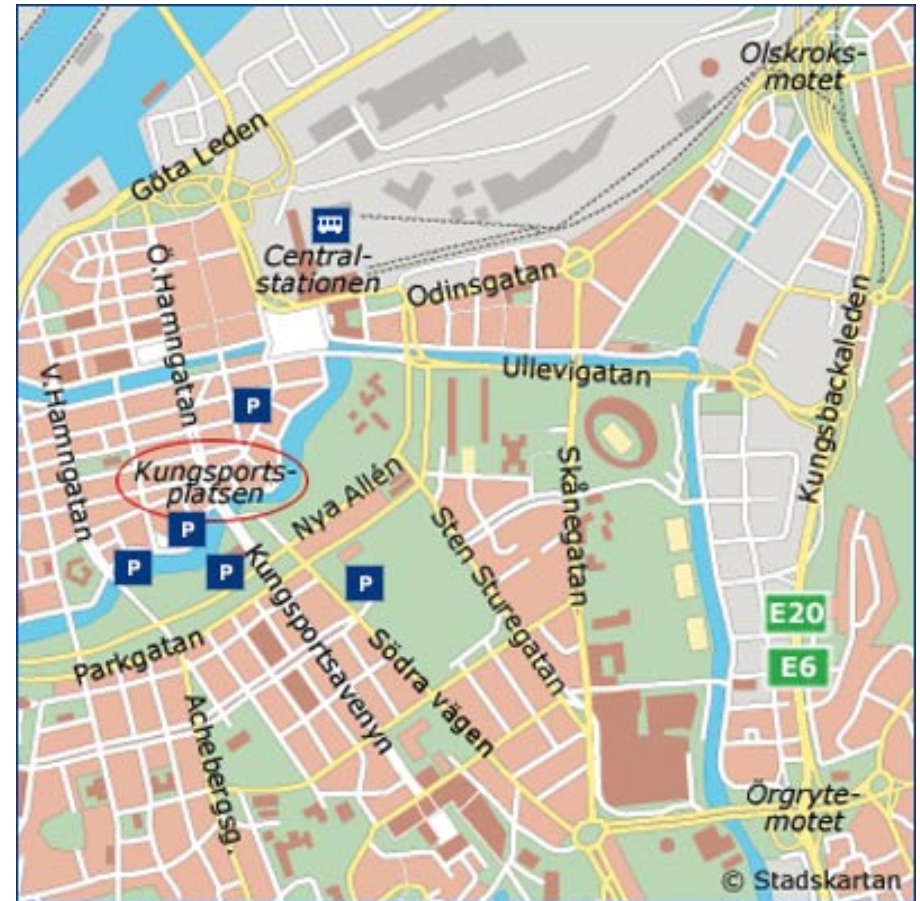 Olskroks-
motet
Göta Leden
Central-
stationen
Ö.Hamngatan
Odinsgatan
Kungsbackaleden
Ullevigatan
V.Hamngatan
P
Kungsports-
platsen
Nya Allén
Skånegatan
Sten Sturegatan
P
P
P
P
Kungsportsavenyn
E20
E6
Parkgatan
Södra vägen
Achebergsg.
Örgryte-
motet
© Stadskartan